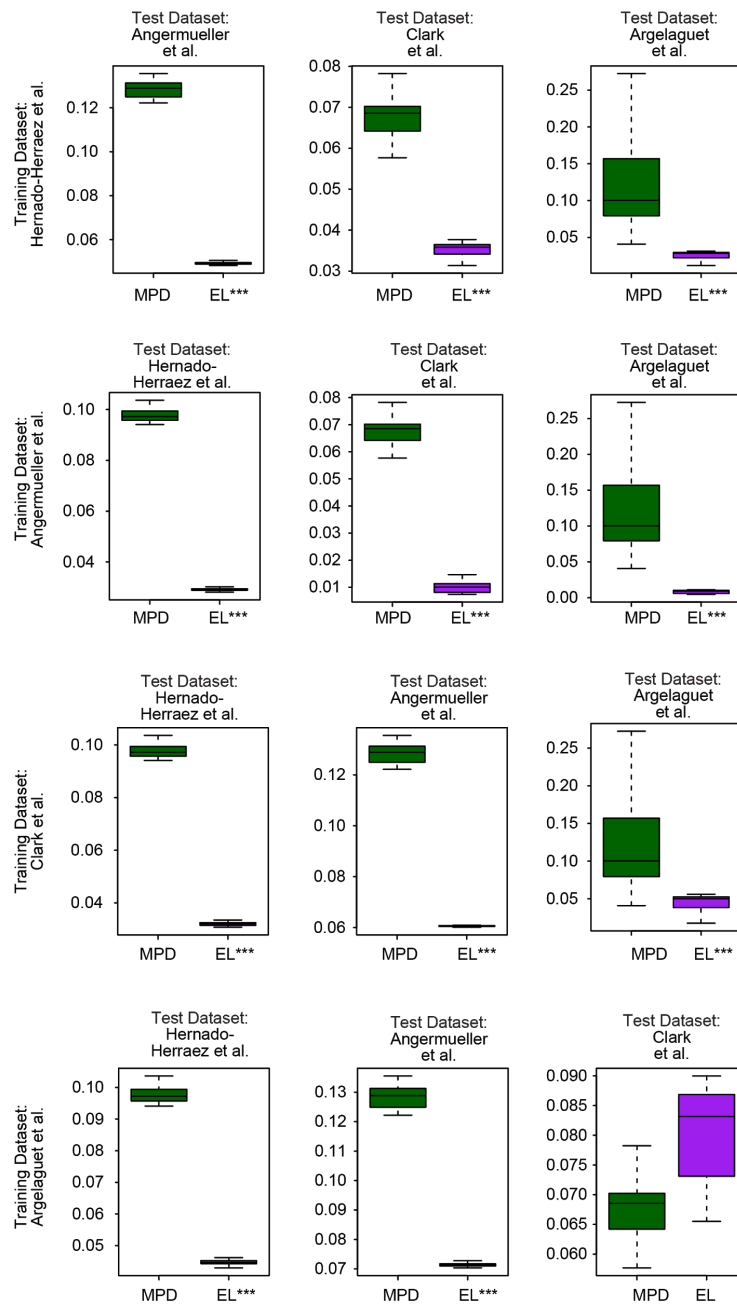 Test Dataset:
Angermueller
et al.
Test Dataset:
Clark
et al.
Test Dataset:
Argelaguet
et al.
Training Dataset:
Hernado-Herraez et al.
0.12
0.10
0.08
0.06
MPD
EL***
0.08
0.07
0.06
0.05
0.04
0.03
MPD
EL***
0.25
0.20
0.15
0.10
0.05
MPD
EL***
Test Dataset:
Hernado-
Herraez et al.
Test Dataset:
Clark
et al.
Test Dataset:
Argelaguet
et al.
Training Dataset:
Angermueller et al.
0.10
0.08
0.06
0.04
MPD
EL***
0.08
0.07
0.06
0.05
0.04
0.03
0.02
0.01
MPD
EL***
0.25
0.20
0.15
0.10
0.05
0.00
MPD
EL***
Test Dataset:
Hernado-
Herraez et al.
Test Dataset:
Angermueller
et al.
Test Dataset:
Argelaguet
et al.
Training Dataset:
Clark et al.
0.10
0.08
0.06
0.04
MPD
EL***
0.12
0.10
0.08
0.06
MPD
EL***
0.25
0.20
0.15
0.10
0.05
MPD
EL***
Test Dataset:
Hernado-
Herraez et al.
Test Dataset:
Angermueller
et al.
Test Dataset:
Clark
et al.
Training Dataset:
Argelaguet et al.
0.10
0.09
0.08
0.07
0.06
0.05
MPD
EL***
0.13
0.12
0.11
0.10
0.09
0.08
0.07
MPD
EL***
0.090
0.085
0.080
0.075
0.070
0.065
0.060
MPD
EL